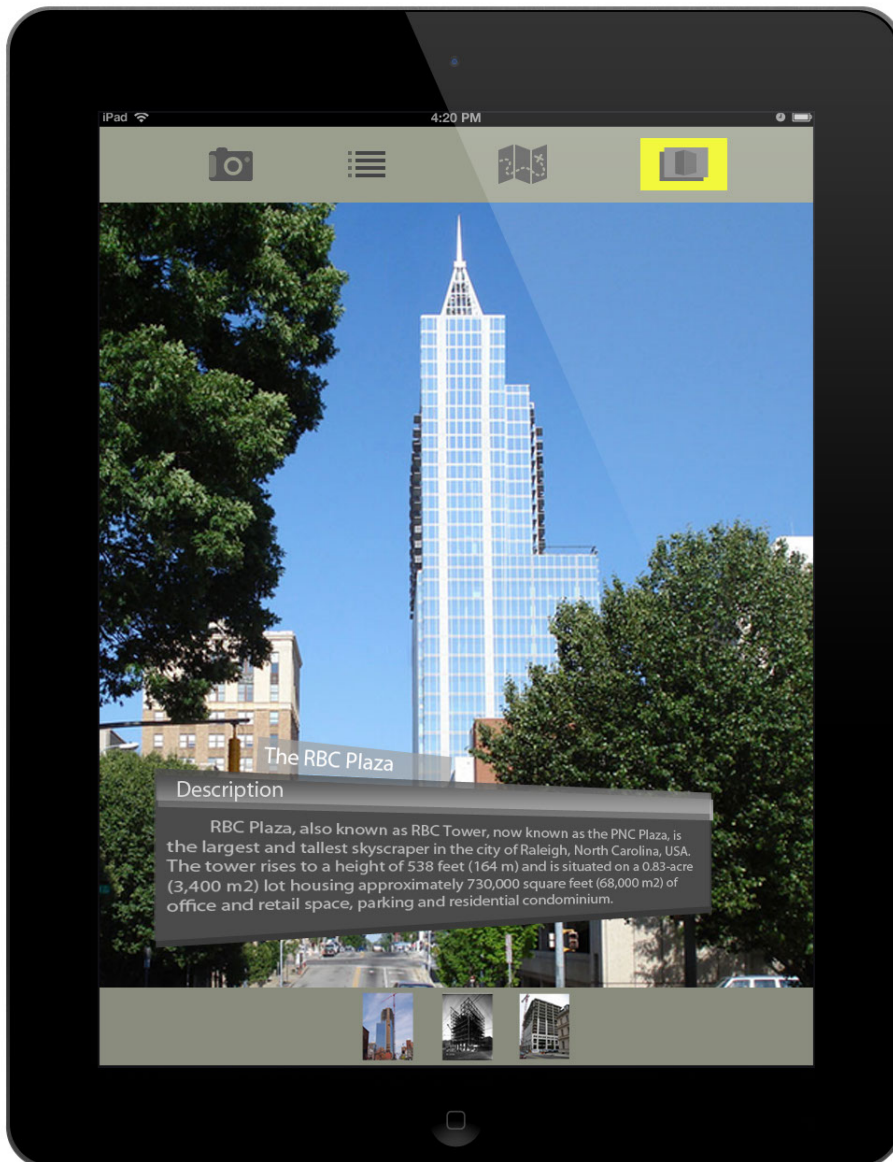 iPad
4:20 PM
The RBC Plaza
Description
RBC Plaza, also known as RBC Tower, now known as the PNC Plaza, is
the largest and tallest skyscraper in the city of Raleigh, North Carolina, USA.
The tower rises to a height of 538 feet (164 m) and is situated on a 0.83-acre
(3,400 m2) lot housing approximately 730,000 square feet (68,000 m2) of
office and retail space, parking and residential condominium.